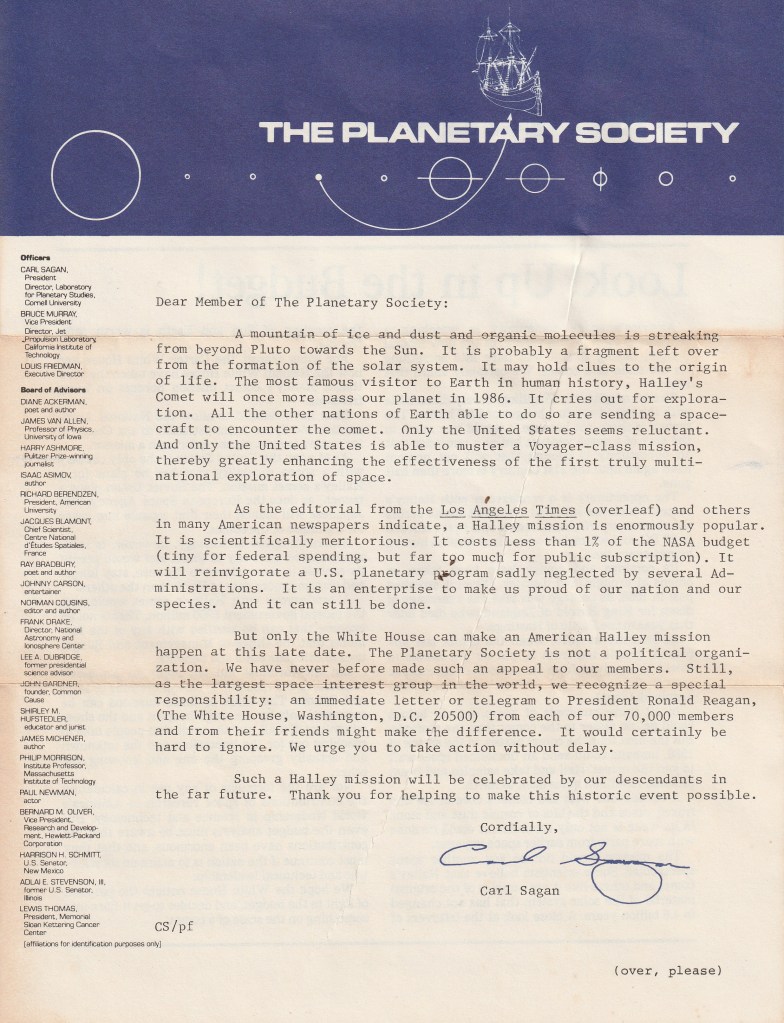 THE PLANETARY SOCIETY
Officers
CARL SAGAN,
President
Director, Laboratory
for Planetary Studies,
Cornell University
BRUCE MURRAY,
Vice President
Director, Jet
Propulsion Laboratory,
California Institute of
Technology
LOUIS FRIEDMAN,
Executive Director
Board of Advisors
DIANE ACKERMAN,
poet and author
JAMES VAN ALLEN,
Professor of Physics,
University of Iowa
HARRY ASHMORE,
Pulitzer Prize-winning
journalist
ISAAC ASIMOV,
author
RICHARD BERENDZEN,
President, American
University
JACQUES BLAMONT,
Chief Scientist,
Centre National
d'Études Spatiales,
France
RAY BRADBURY,
poet and author
JOHNNY CARSON,
entertainer
NORMAN COUSINS,
editor and author
FRANK DRAKE,
Director, National
Astronomy and
Ionosphere Center
LEE A. DUBRIDGE,
former presidential
science advisor
JOHN GARDNER,
founder, Common
Cause
SHIRLEY M.
HUFSTEDLER,
educator and jurist
JAMES MICHENER,
author
PHILIP MORRISON,
Institute Professor,
Massachusetts
Institute of Technology
PAUL NEWMAN,
actor
BERNARD M. OLIVER,
Vice President,
Research and Develop-
ment, Hewlett-Packard
Corporation
HARRISON H. SCHMITT,
U.S. Senator,
New Mexico
ADLAI E. STEVENSON, III,
former U.S. Senator,
Illinois
LEWIS THOMAS,
President, Memorial
Sloan Kettering Cancer
Center
[affiliations for identification purposes only]
Dear Member of The Planetary Society:
A mountain of ice and dust and organic molecules is streaking
from beyond Pluto towards the Sun. It is probably a fragment left over
from the formation of the solar system. It may hold clues to the origin
of life. The most famous visitor to Earth in human history, Halley's
Comet will once more pass our planet in 1986. It cries out for explora-
tion. All the other nations of Earth able to do so are sending a space-
craft to encounter the comet. Only the United States seems reluctant.
And only the United States is able to muster a Voyager-class mission,
thereby greatly enhancing the effectiveness of the first truly multi-
national exploration of space.
As the editorial from the Los Angeles Times (overleaf) and others
in many American newspapers indicate, a Halley mission is enormously popular.
It is scientifically meritorious. It costs less than 1% of the NASA budget
(tiny for federal spending, but far too much for public subscription). It
will reinvigorate a U.S. planetary program sadly neglected by several Ad-
ministrations. It is an enterprise to make us proud of our nation and our
species. And it can still be done.
But only the White House can make an American Halley mission
happen at this late date. The Planetary Society is not a political organi-
zation. We have never before made such an appeal to our members. Still,
as the largest space interest group in the world, we recognize a special
responsibility: an immediate letter or telegram to President Ronald Reagan,
(The White House, Washington, D.C. 20500) from each of our 70,000 members
and from their friends might make the difference. It would certainly be
hard to ignore. We urge you to take action without delay.
Such a Halley mission will be celebrated by our descendants in
the far future. Thank you for helping to make this historic event possible.
Cordially,
Carl Sagan
Carl Sagan
CS/pf
(over, please)